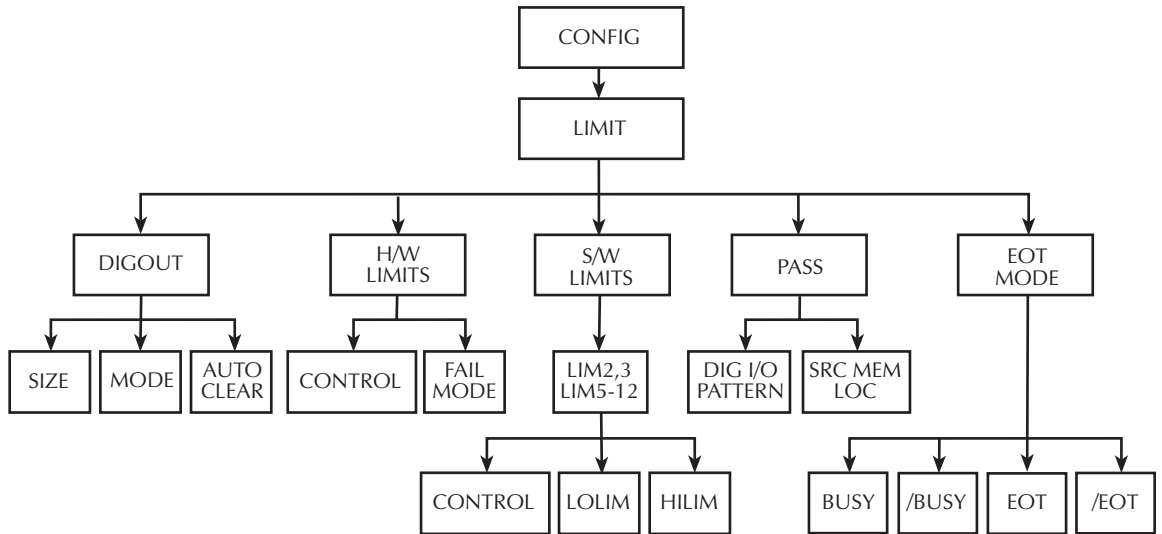 CONFIG
LIMIT
DIGOUT
H/W
LIMITS
S/W
LIMITS
PASS
EOT
MODE
SIZE
MODE
AUTO
CLEAR
CONTROL
FAIL
MODE
LIM2,3
LIM5-12
DIG I/O
PATTERN
SRC MEM
LOC
CONTROL
LOLIM
HILIM
BUSY
/BUSY
EOT
/EOT